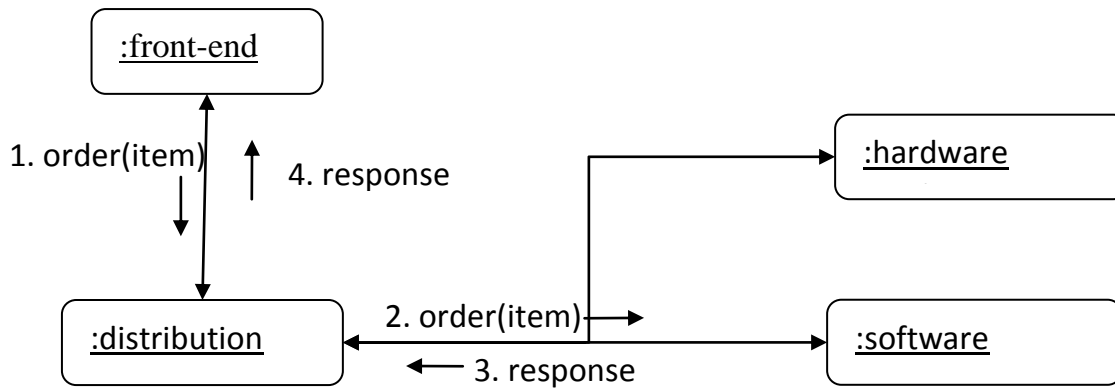 :front-end
1. order(item)
4. response
:hardware
2. order(item)
:distribution
:software
3. response